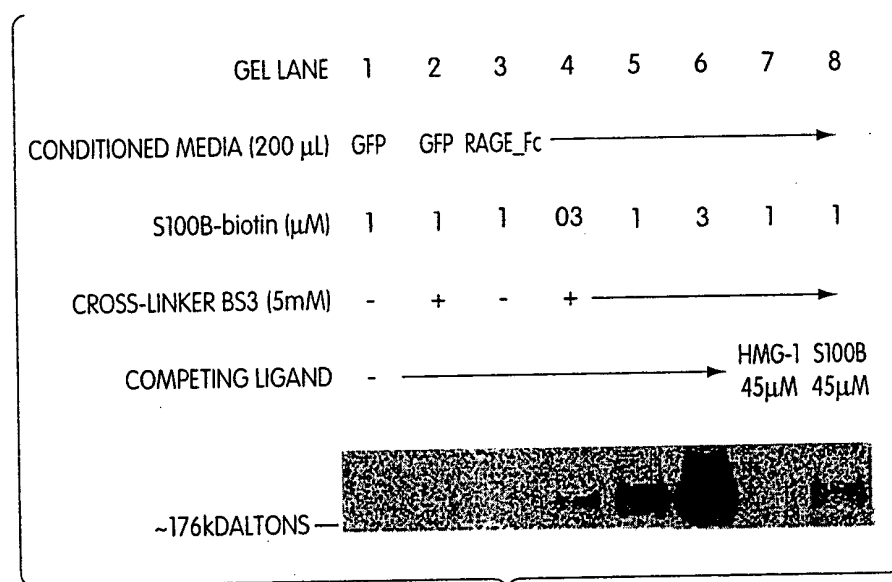 GEL LANE 1 2 3 4 5 6 7 8
CONDITIONED MEDIA (200 µL) GFP GFP RAGE_Fc
S100B-biotin (µM) 1 1 1 03 1 3 1 1
CROSS-LINKER BS3 (5mM) - + - +
HMG-1 S100B
COMPETING LIGAND -
45µM 45µM
~176kDALTONS